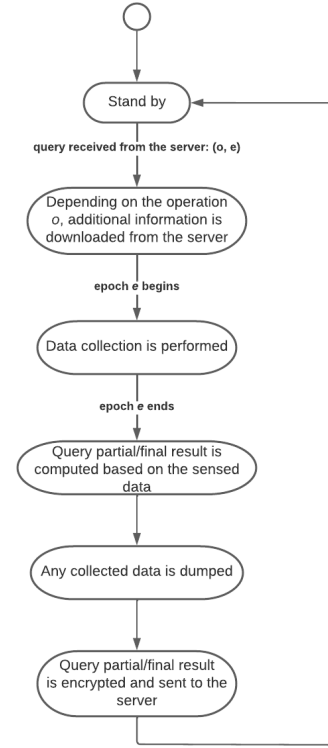 Stand by
query received from the server: (o, e)
Depending on the operation
o, additional information is
downloaded from the server
epoch e begins
Data collection is performed
epoch e ends
Query partial/final result is
computed based on the sensed
data
Any collected data is dumped
Query partial/final result
is encrypted and sent to the
server